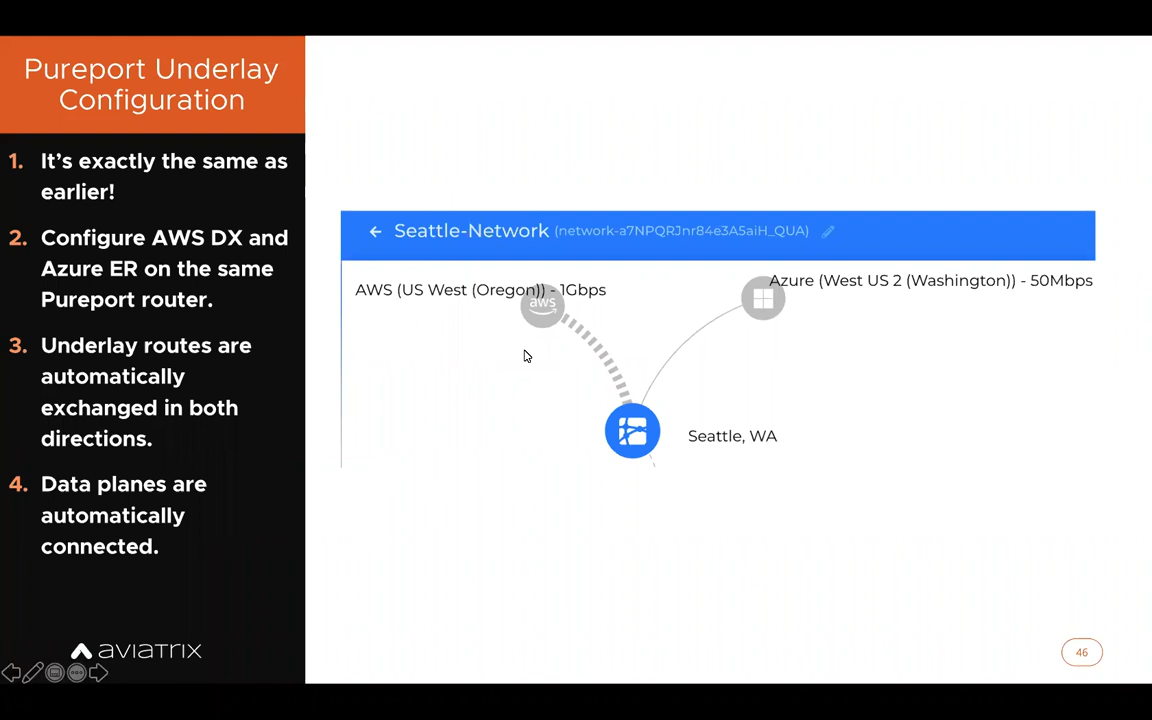 Pureport Underlay
Configuration
1. It's exactly the same as
earlier!
2. Configure AWS DX and
Azure ER on the same
Pureport router.
3. Underlay routes are
automatically
exchanged in both
directions.
4. Data planes are
automatically
connected.
AVIATRIX
Seattle-Network (network-a7NPQRJnr84e3A5aiH_QUA)
AWS (US West (Oregon)) - 1Gbps
aws
Azure (West US 2 (Washington)) - 50Mbps
Seattle, WA
46